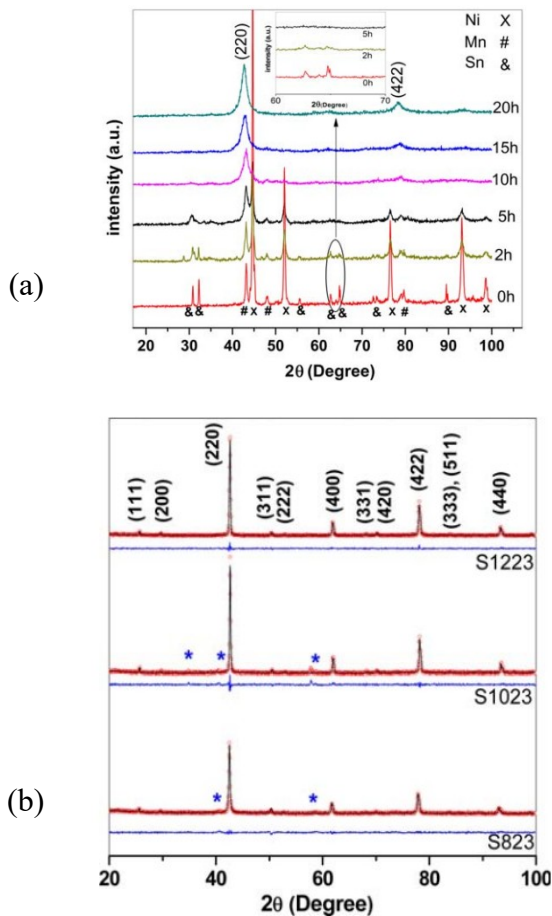 (a)
intensity (a.u.)
(220)
(422)
Ni X
Mn #
Sn &
intensity (a.u.)
5h
2h
0h
60 65 70
2θ(Degree)
20h
15h
10h
5h
2h
0h
& & # X # X & & & & X # & X X
20 30 40 50 60 70 80 90 100
2θ (Degree)
(b)
(111) (200) (220) (311) (222) (400) (331) (420) (422) (333), (511) (440)
S1223
* * *
S1023
* *
S823
20 40 60 80 100
2θ (Degree)